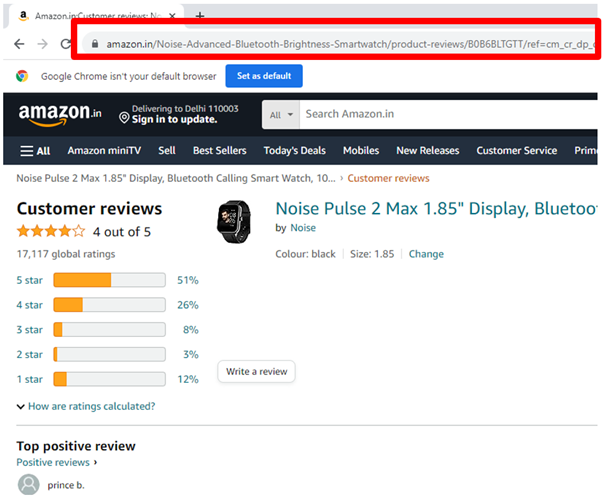 Amazon.in:Customer reviews: No
amazon.in/Noise-Advanced-Bluetooth-Brightness-Smartwatch/product-reviews/B0B6BLTGTT/ref=cm_cr_dp_
Google Chrome isn't your default browser Set as default
amazon.in Delivering to Delhi 110003 Sign in to update. All Search Amazon.in
All Amazon miniTV Sell Best Sellers Today's Deals Mobiles New Releases Customer Service Prim
Noise Pulse 2 Max 1.85" Display, Bluetooth Calling Smart Watch, 10... › Customer reviews
Customer reviews
4 out of 5
17,117 global ratings
5 star 51%
4 star 26%
3 star 8%
2 star 3%
1 star 12%
How are ratings calculated?
Noise Pulse 2 Max 1.85" Display, Bluetoo
by Noise
Colour: black Size: 1.85 Change
Write a review
Top positive review
Positive reviews ›
prince b.